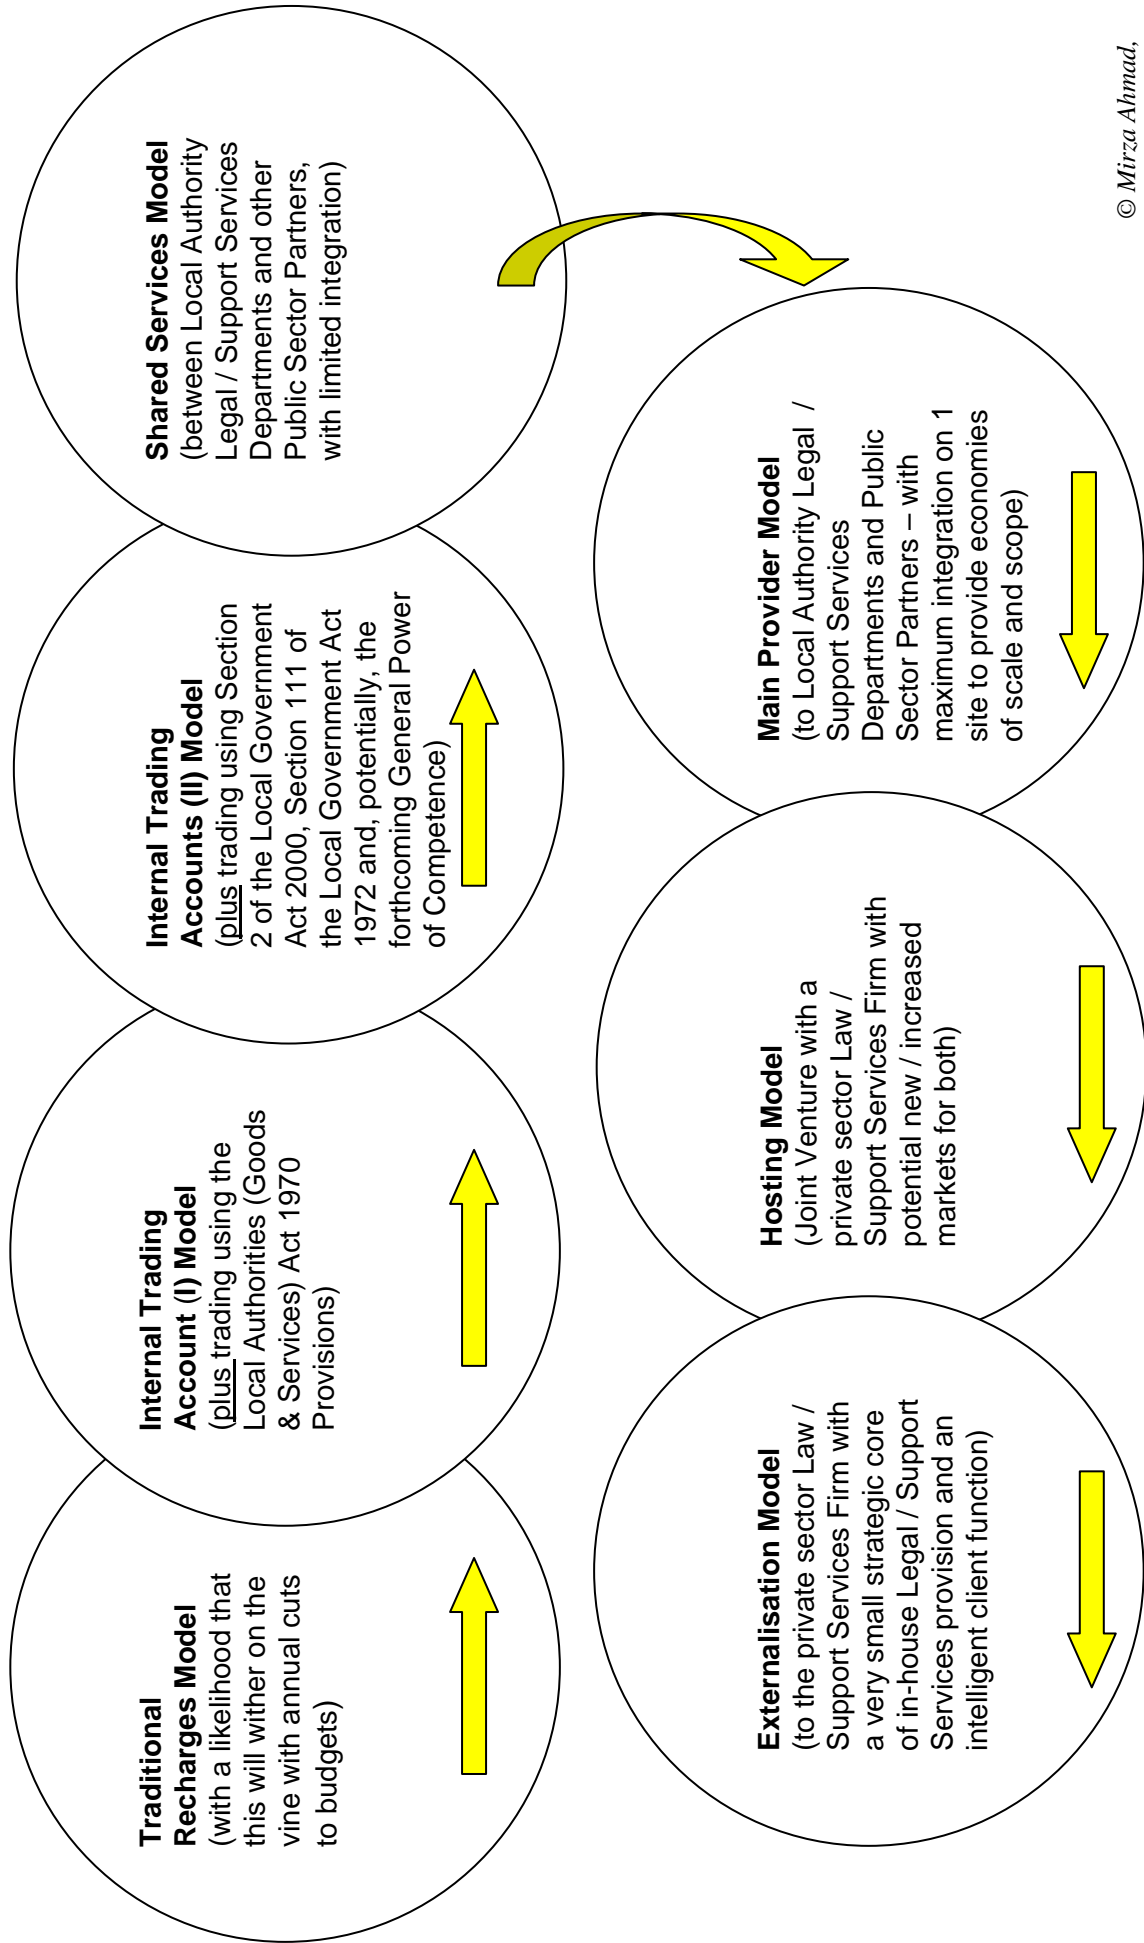 Traditional
Recharges Model
(with a likelihood that
this will wither on the
vine with annual cuts
to budgets)
Internal Trading
Account (I) Model
(plus trading using the
Local Authorities (Goods
& Services) Act 1970
Provisions)
Internal Trading
Accounts (II) Model
(plus trading using Section
2 of the Local Government
Act 2000, Section 111 of
the Local Government Act
1972 and, potentially, the
forthcoming General Power
of Competence)
Shared Services Model
(between Local Authority
Legal / Support Services
Departments and other
Public Sector Partners,
with limited integration)
Main Provider Model
(to Local Authority Legal /
Support Services
Departments and Public
Sector Partners – with
maximum integration on 1
site to provide economies
of scale and scope)
Hosting Model
(Joint Venture with a
private sector Law /
Support Services Firm with
potential new / increased
markets for both)
Externalisation Model
(to the private sector Law /
Support Services Firm with
a very small strategic core
of in-house Legal / Support
Services provision and an
intelligent client function)
© Mirza Ahmad,